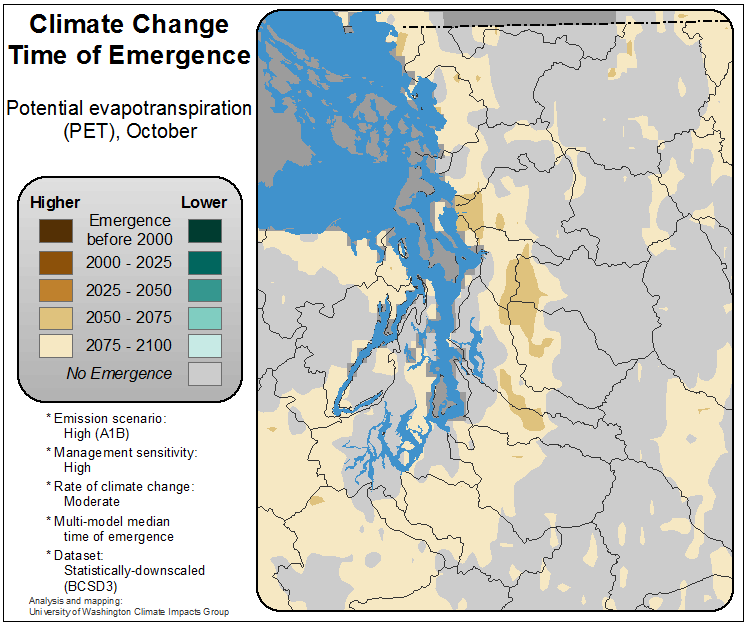 Climate Change
Time of Emergence
Potential evapotranspiration
(PET), October
Higher
Lower
Emergence
before 2000
2000 - 2025
2025 - 2050
2050 - 2075
2075 - 2100
No Emergence
* Emission scenario:
High (A1B)
* Management sensitivity:
High
* Rate of climate change:
Moderate
* Multi-model median
time of emergence
* Dataset:
Statistically-downscaled
(BCSD3)
Analysis and mapping:
University of Washington Climate Impacts Group